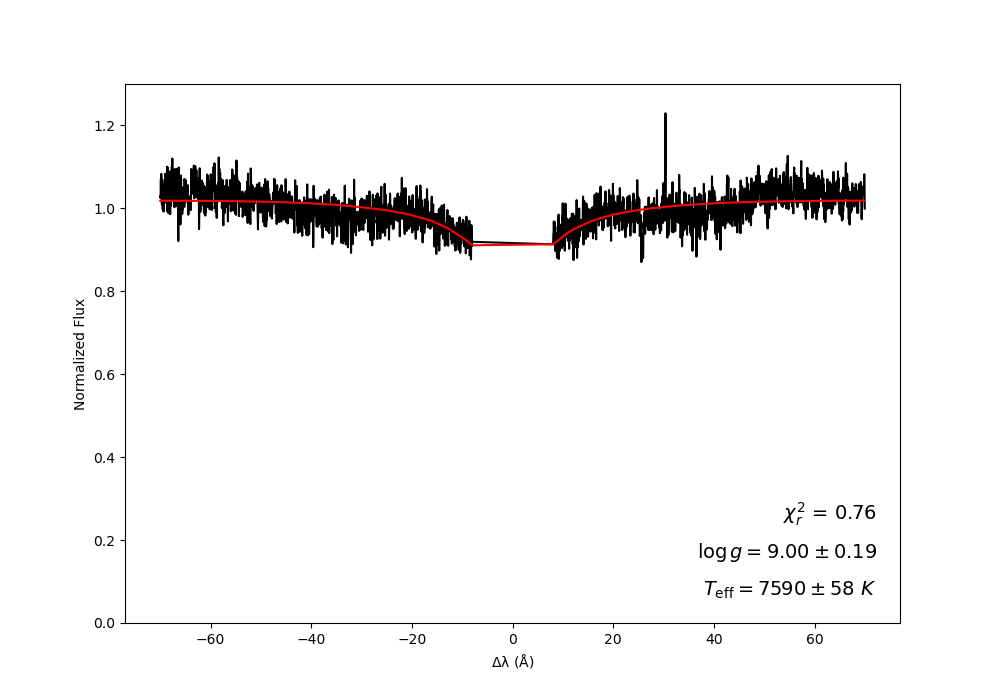 1.2
1.0
0.8
0.6
0.4
0.2
0.0
Normalized Flux
χ²ᵣ = 0.76
log g = 9.00 ± 0.19
T_eff = 7590 ± 58 K
−60 −40 −20 0 20 40 60
Δλ (Å)